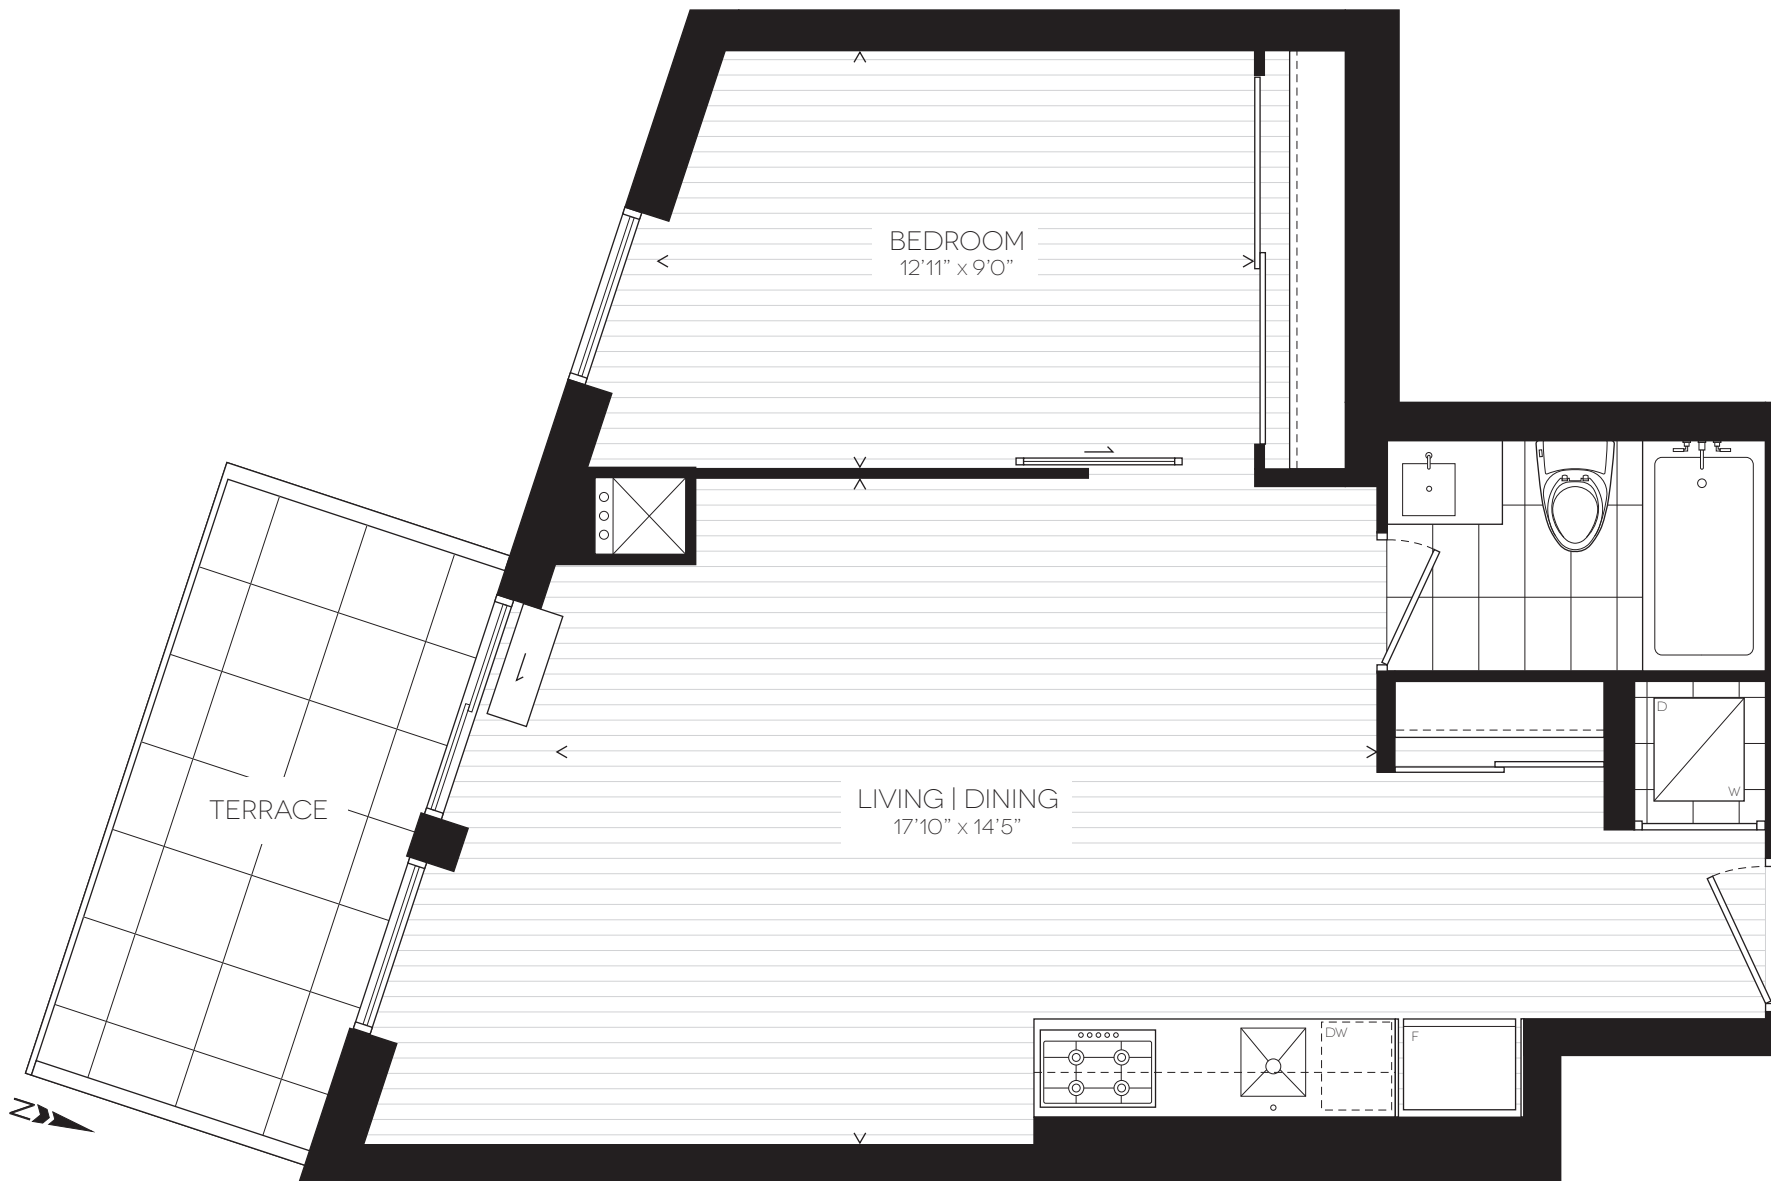 BEDROOM
12'11" x 9'0"
D
W
TERRACE
LIVING | DINING
17'10" x 14'5"
DW
F
N